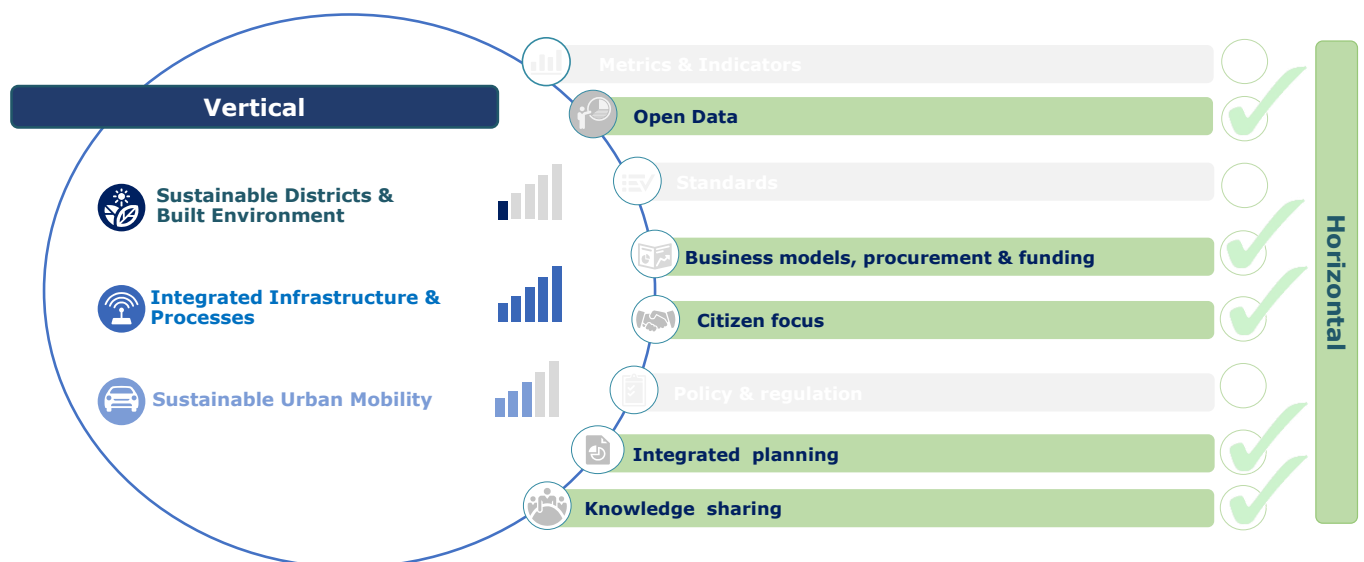 Vertical
Sustainable Districts &
Built Environment
Integrated Infrastructure &
Processes
Sustainable Urban Mobility
Metrics & Indicators
Open Data
Standards
Business models, procurement & funding
Citizen focus
Policy & regulation
Integrated planning
Knowledge sharing
Horizontal